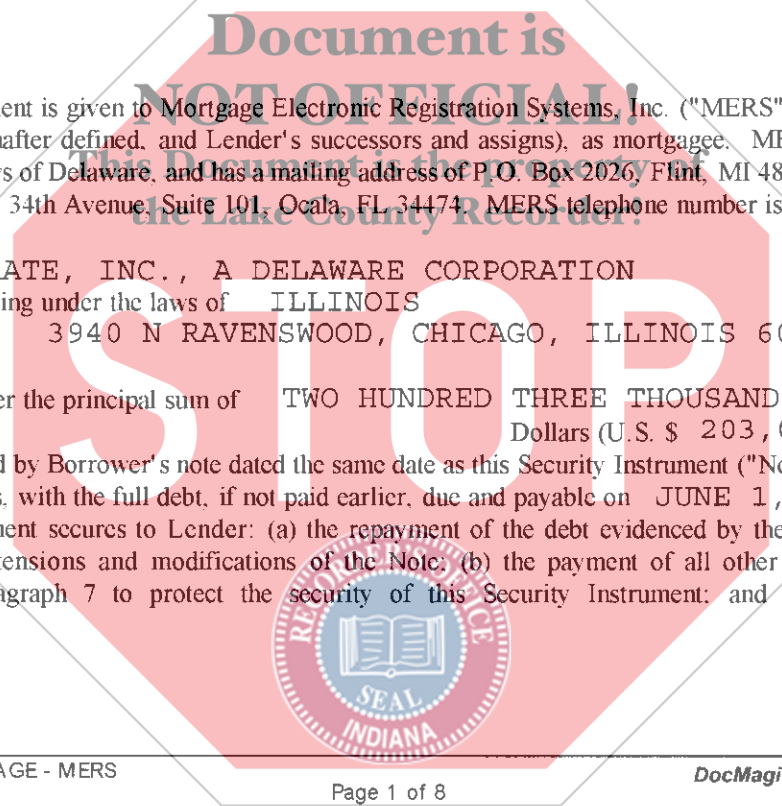 Document is
NOT OFFICIAL!
ent is given to Mortgage Electronic Registration Systems, Inc. ("MERS"
after defined, and Lender's successors and assigns), as mortgagee. ME
This Document is the property of
s of Delaware, and has a mailing address of P.O. Box 2026, Flint, MI 48
the Lake County Recorder!
34th Avenue, Suite 101, Ocala, FL 34474. MERS telephone number is
ATE, INC., A DELAWARE CORPORATION
ing under the laws of ILLINOIS
3940 N RAVENSWOOD, CHICAGO, ILLINOIS 60
STOP
er the principal sum of TWO HUNDRED THREE THOUSAND
Dollars (U.S. $ 203,
d by Borrower's note dated the same date as this Security Instrument ("No
s, with the full debt, if not paid earlier, due and payable on JUNE 1,
ent secures to Lender: (a) the repayment of the debt evidenced by the
tensions and modifications of the Note; (b) the payment of all other
agraph 7 to protect the security of this Security Instrument; and
RECORDER'S OFFICE
SEAL
INDIANA
AGE - MERS
DocMagi
Page 1 of 8